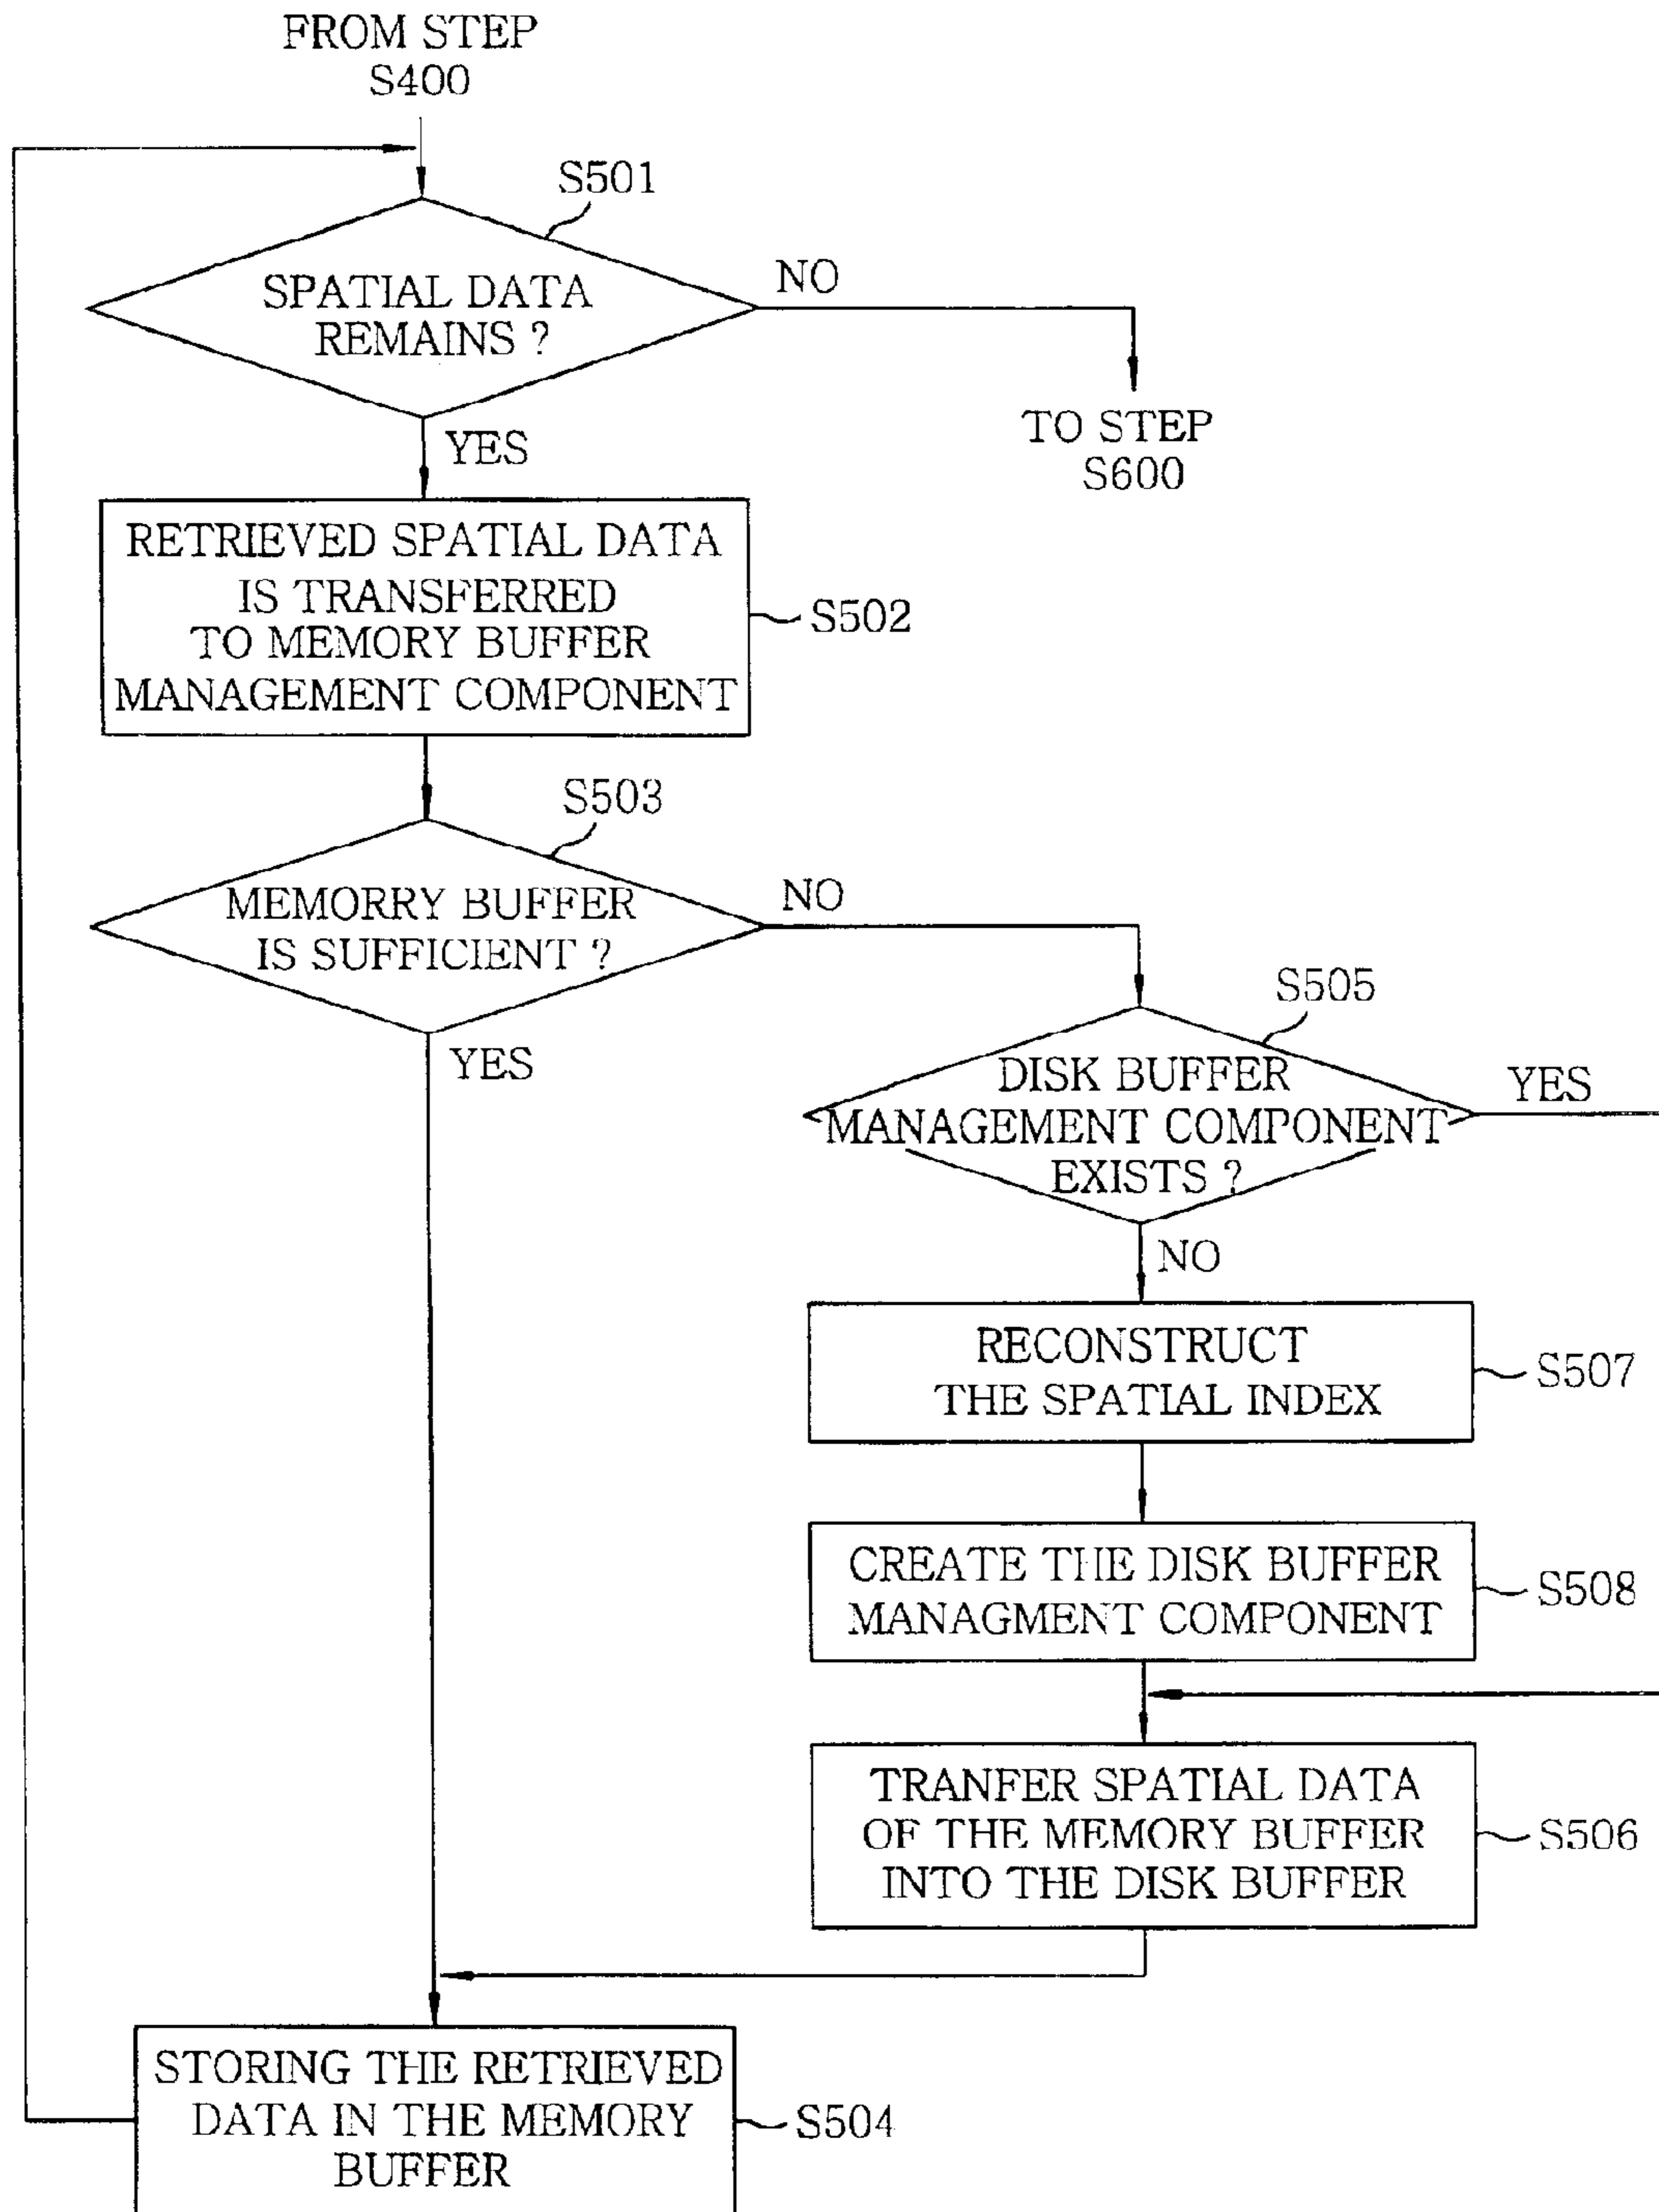 FROM STEP
S400
S501
SPATIAL DATA
REMAINS ?
NO
TO STEP
S600
YES
RETRIEVED SPATIAL DATA
IS TRANSFERRED
TO MEMORY BUFFER
MANAGEMENT COMPONENT
S502
S503
MEMORRY BUFFER
IS SUFFICIENT ?
NO
YES
S505
DISK BUFFER
MANAGEMENT COMPONENT
EXISTS ?
YES
NO
RECONSTRUCT
THE SPATIAL INDEX
S507
CREATE THE DISK BUFFER
MANAGMENT COMPONENT
S508
TRANFER SPATIAL DATA
OF THE MEMORY BUFFER
INTO THE DISK BUFFER
S506
STORING THE RETRIEVED
DATA IN THE MEMORY
BUFFER
S504